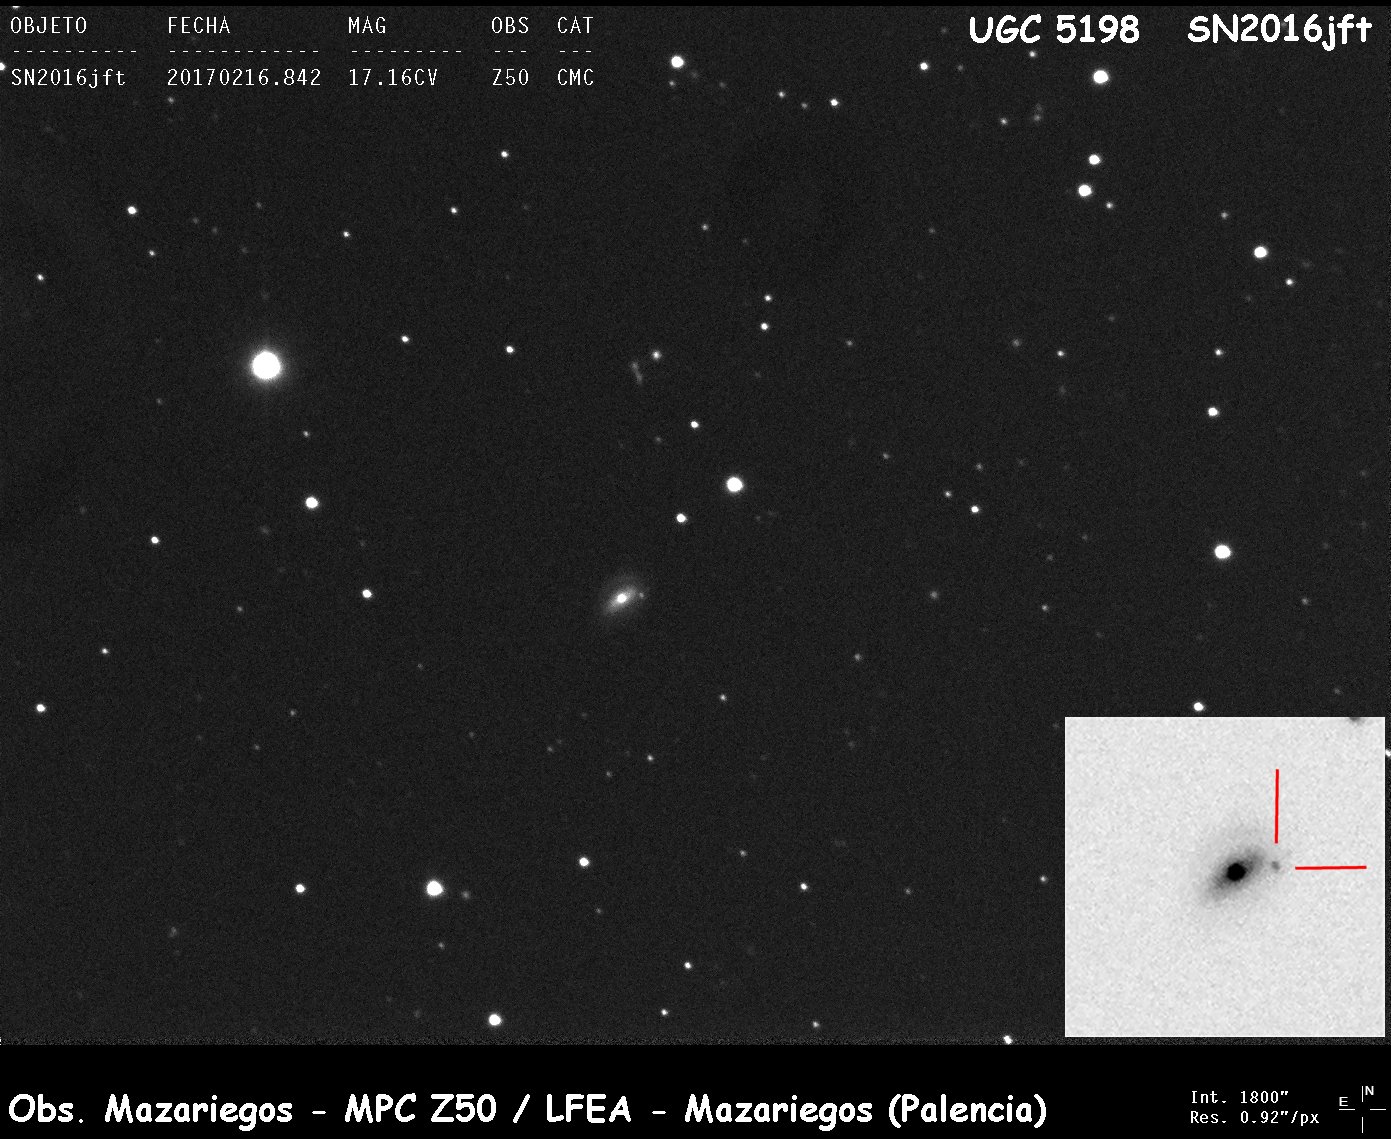 OBJETO FECHA MAG OBS CAT
---------- ------------ --------- --- ---
SN2016jft 20170216.842 17.16CV Z50 CMC
UGC 5198 SN2016jft
Obs. Mazariegos - MPC Z50 / LFEA - Mazariegos (Palencia)
Int. 1800"
Res. 0.92"/px
N
E